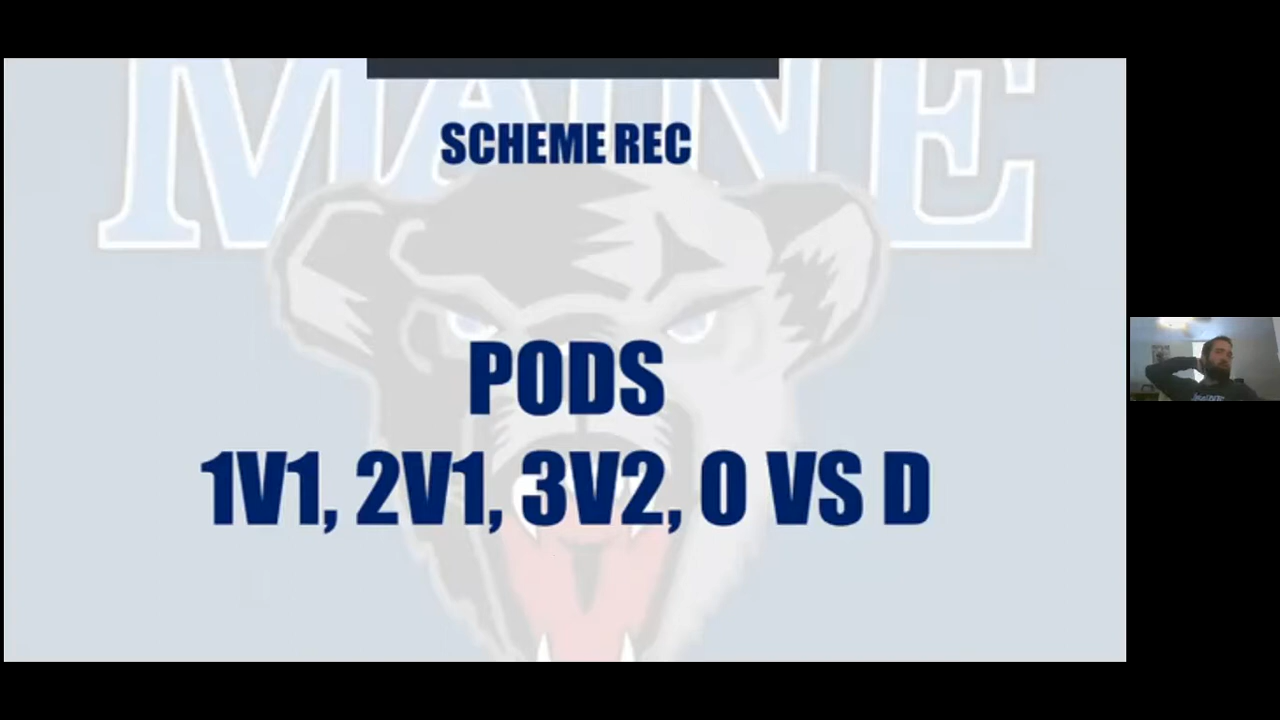 MAINE
SCHEME REC
PODS
1V1, 2V1, 3V2, O VS D